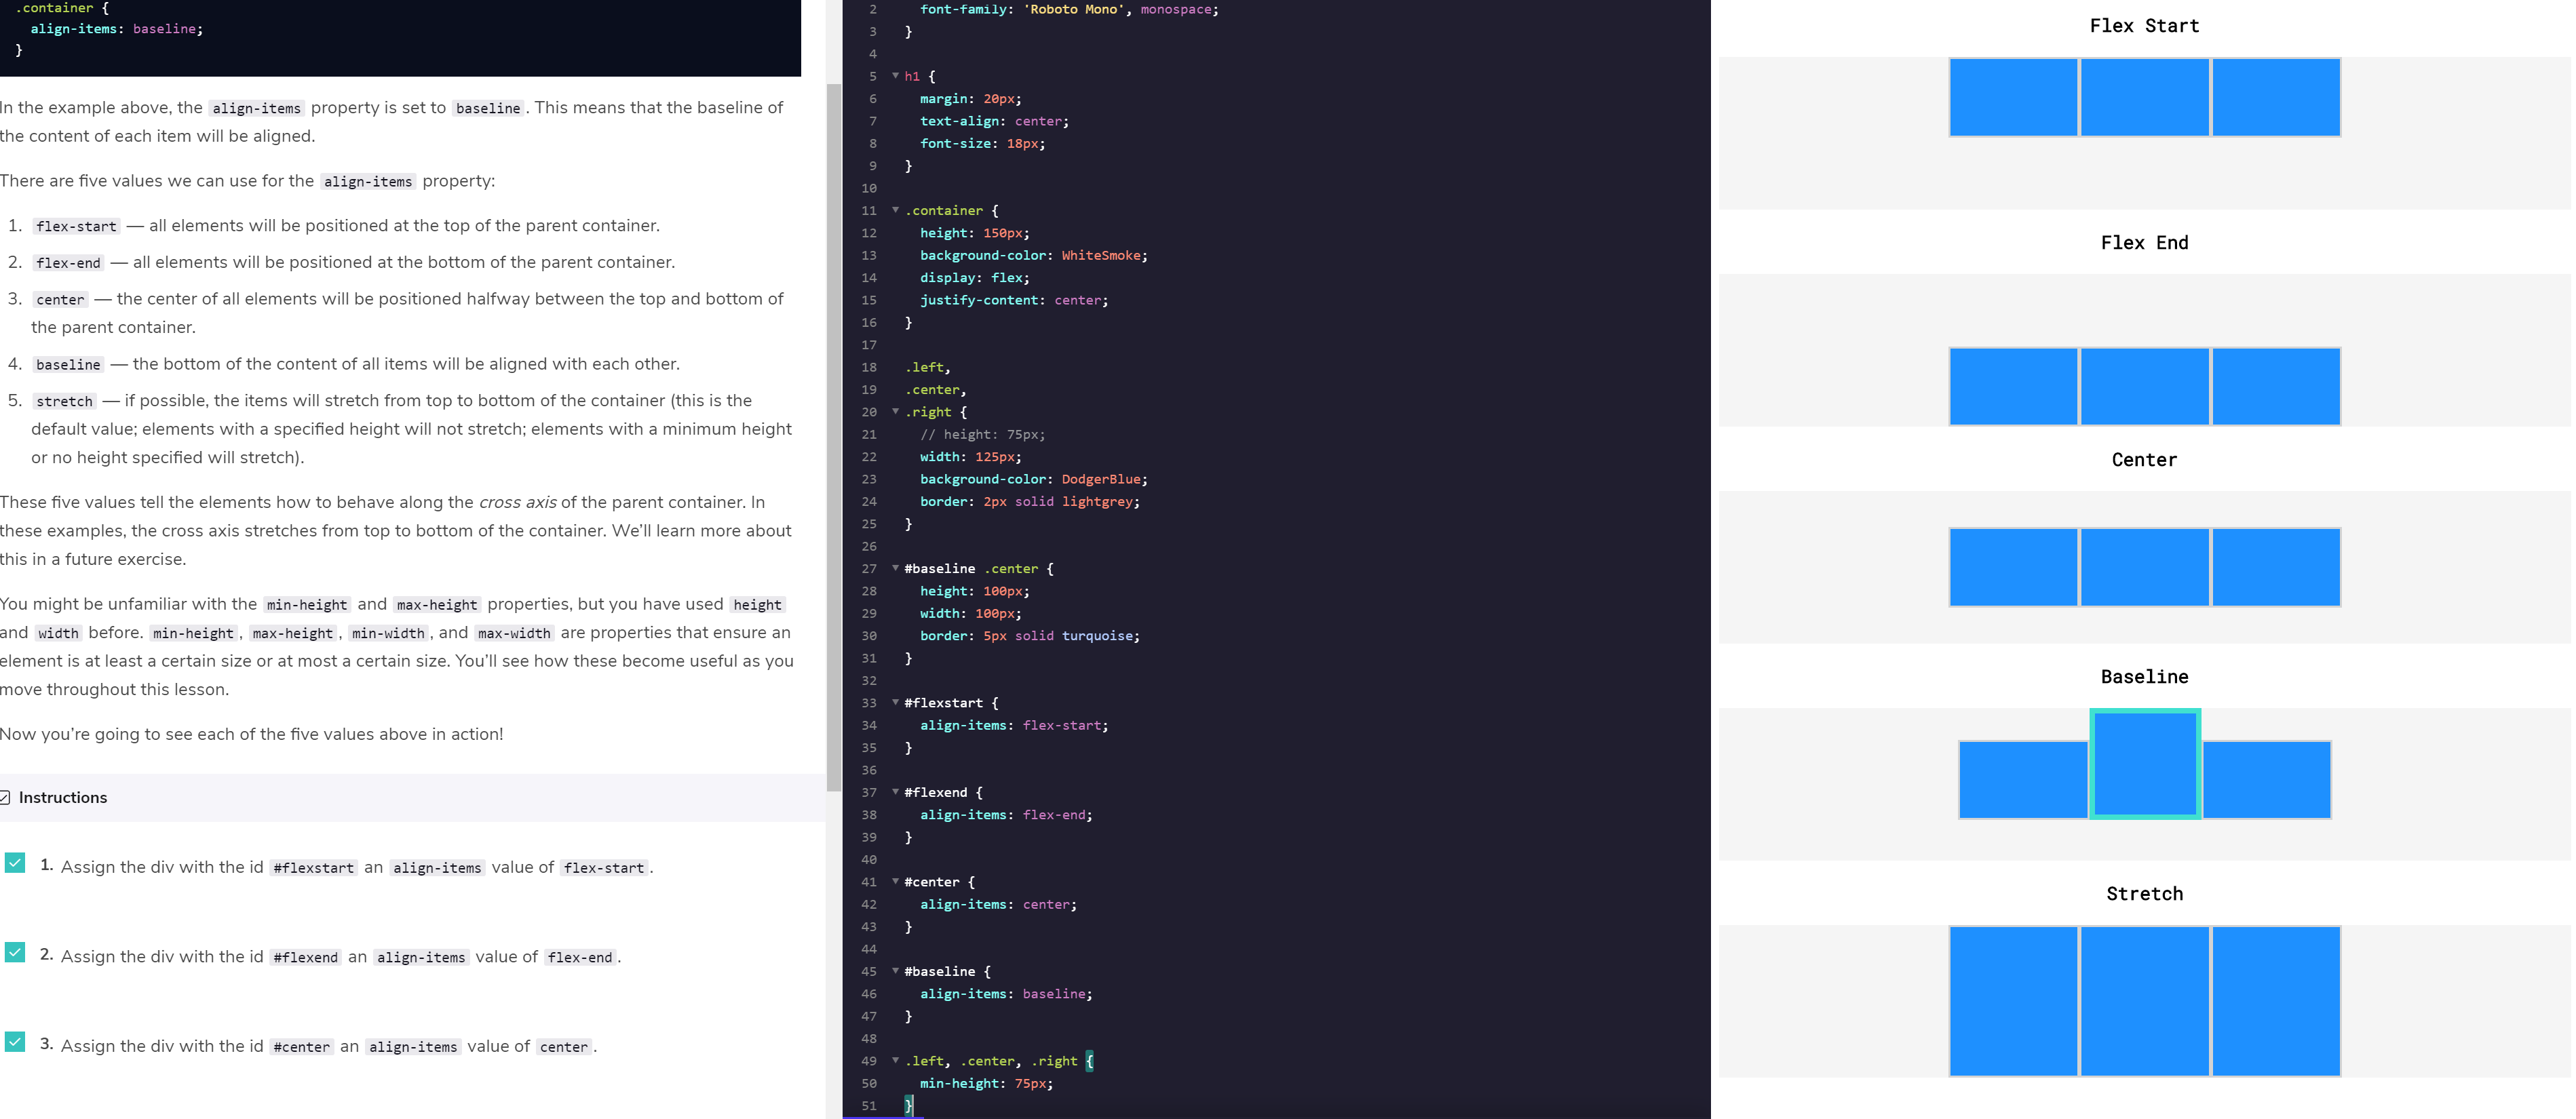 .container {
align-items: baseline;
}
In the example above, the align-items property is set to baseline. This means that the baseline of
the content of each item will be aligned.
There are five values we can use for the align-items property:
1. flex-start — all elements will be positioned at the top of the parent container.
2. flex-end — all elements will be positioned at the bottom of the parent container.
3. center — the center of all elements will be positioned halfway between the top and bottom of
the parent container.
4. baseline — the bottom of the content of all items will be aligned with each other.
5. stretch — if possible, the items will stretch from top to bottom of the container (this is the
default value; elements with a specified height will not stretch; elements with a minimum height
or no height specified will stretch).
These five values tell the elements how to behave along the cross axis of the parent container. In
these examples, the cross axis stretches from top to bottom of the container. We’ll learn more about
this in a future exercise.
You might be unfamiliar with the min-height and max-height properties, but you have used height
and width before. min-height, max-height, min-width, and max-width are properties that ensure an
element is at least a certain size or at most a certain size. You’ll see how these become useful as you
move throughout this lesson.
Now you’re going to see each of the five values above in action!
Instructions
1. Assign the div with the id #flexstart an align-items value of flex-start.
2. Assign the div with the id #flexend an align-items value of flex-end.
3. Assign the div with the id #center an align-items value of center.
2 font-family: 'Roboto Mono', monospace;
3 }
4
5 h1 {
6 margin: 20px;
7 text-align: center;
8 font-size: 18px;
9 }
10
11 .container {
12 height: 150px;
13 background-color: WhiteSmoke;
14 display: flex;
15 justify-content: center;
16 }
17
18 .left,
19 .center,
20 .right {
21 // height: 75px;
22 width: 125px;
23 background-color: DodgerBlue;
24 border: 2px solid lightgrey;
25 }
26
27 #baseline .center {
28 height: 100px;
29 width: 100px;
30 border: 5px solid turquoise;
31 }
32
33 #flexstart {
34 align-items: flex-start;
35 }
36
37 #flexend {
38 align-items: flex-end;
39 }
40
41 #center {
42 align-items: center;
43 }
44
45 #baseline {
46 align-items: baseline;
47 }
48
49 .left, .center, .right {
50 min-height: 75px;
51 }
Flex Start
Flex End
Center
Baseline
Stretch